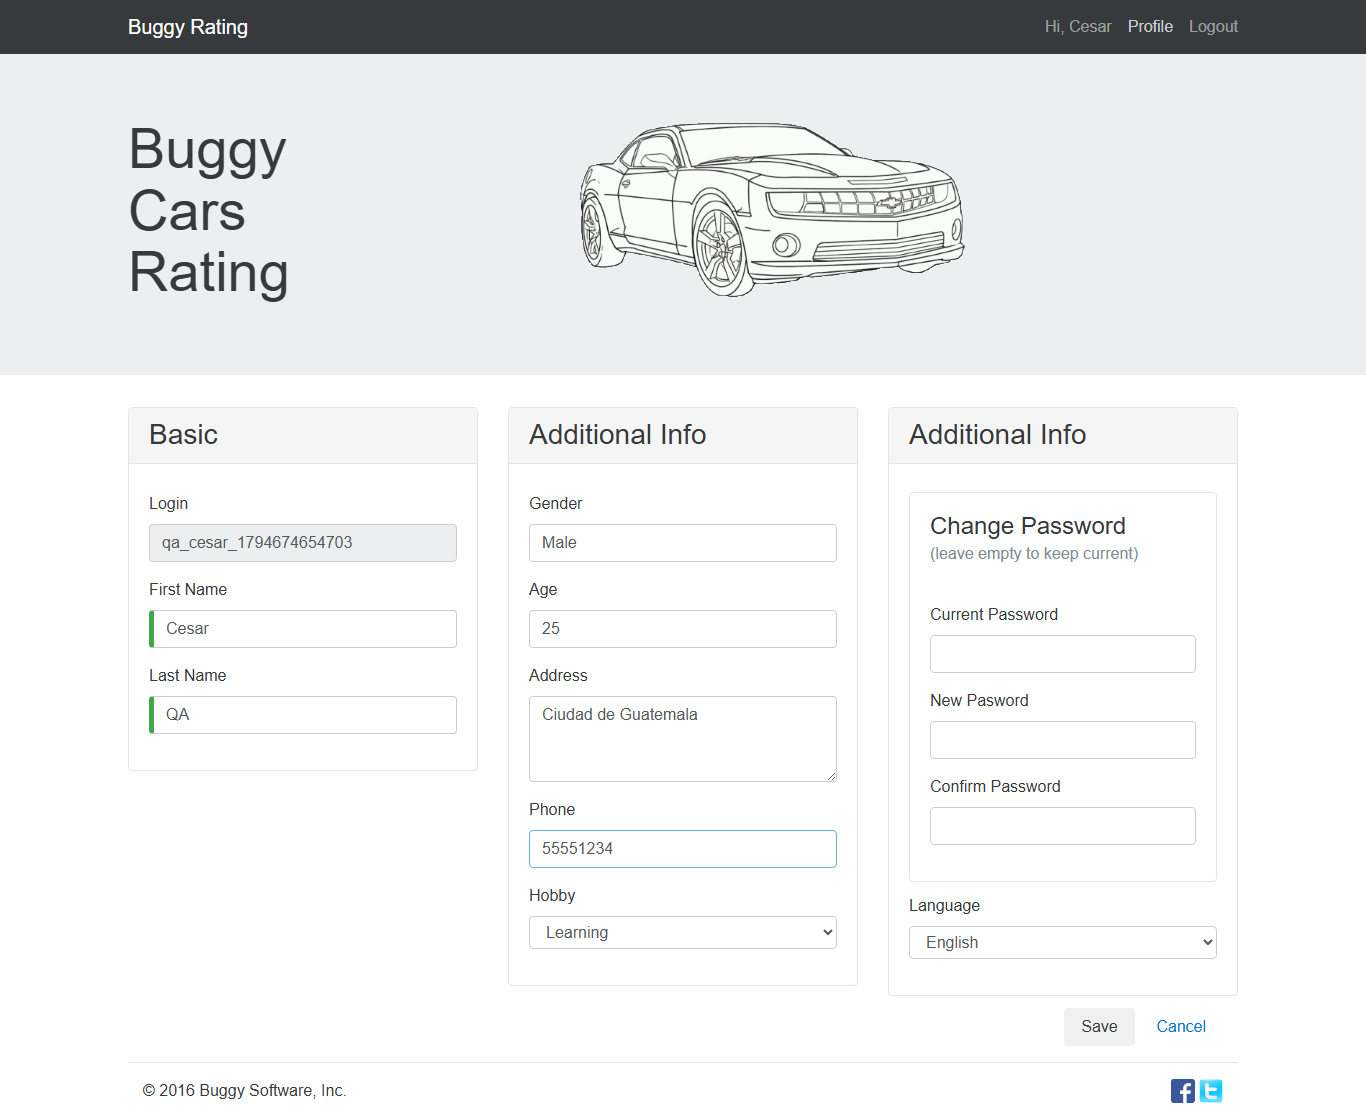 Buggy Rating
Hi, Cesar Profile Logout
Buggy
Cars
Rating
Basic
Login
qa_cesar_1794674654703
First Name
Cesar
Last Name
QA
Additional Info
Gender
Male
Age
25
Address
Ciudad de Guatemala
Phone
55551234
Hobby
Learning
Additional Info
Change Password
(leave empty to keep current)
Current Password
New Pasword
Confirm Password
Language
English
Save Cancel
© 2016 Buggy Software, Inc.